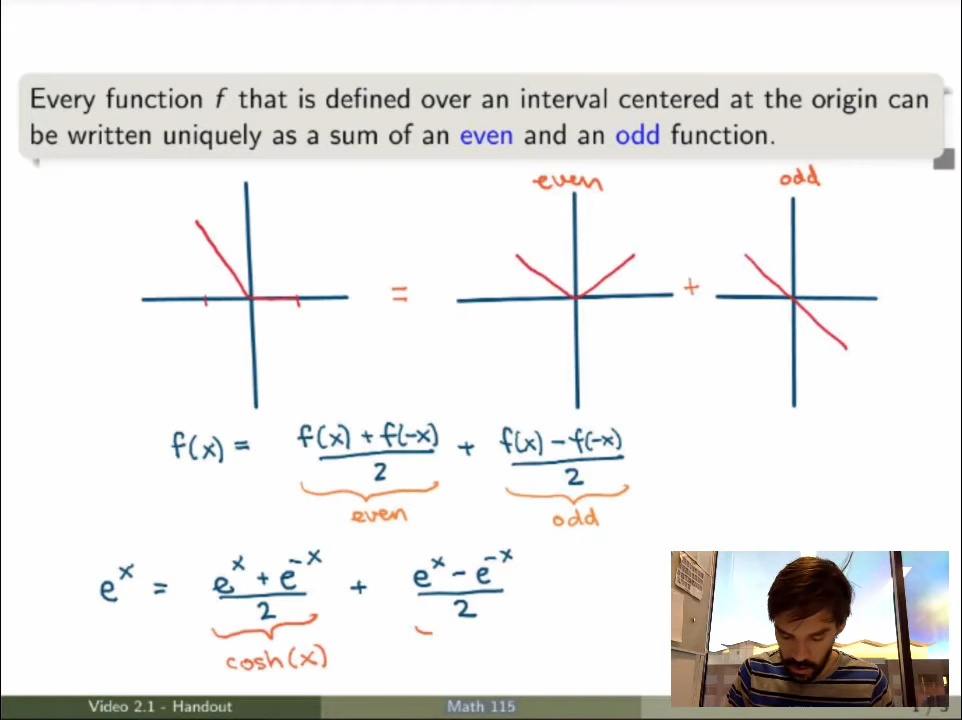 Every function f that is defined over an interval centered at the origin can
be written uniquely as a sum of an even and an odd function.
even odd
= +
f(x) = f(x) + f(-x) / 2 + f(x) - f(-x) / 2
even odd
e^x = e^x + e^-x / 2 + e^x - e^-x / 2
cosh(x)
Video 2.1 - Handout Math 115